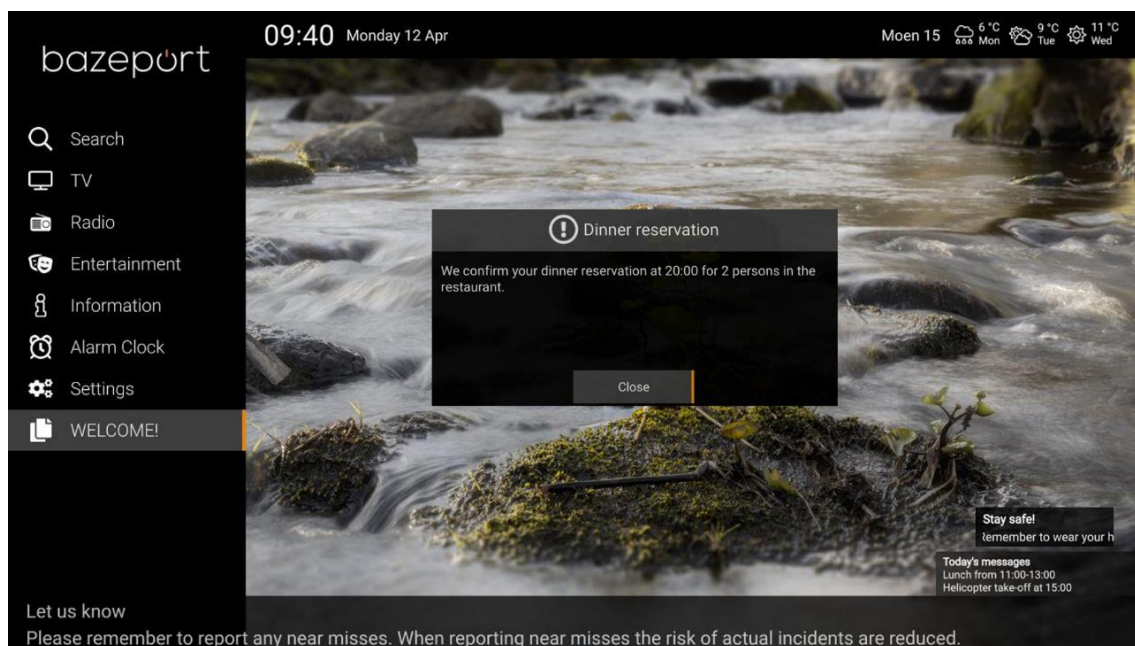 bazeport
09:40 Monday 12 Apr
Moen 15 6 °C Mon 9 °C Tue 11 °C Wed
Search
TV
Radio
Entertainment
Information
Alarm Clock
Settings
WELCOME!
Dinner reservation
We confirm your dinner reservation at 20:00 for 2 persons in the
restaurant.
Close
Stay safe!
Remember to wear your h
Today's messages
Lunch from 11:00-13:00
Helicopter take-off at 15:00
Let us know
Please remember to report any near misses. When reporting near misses the risk of actual incidents are reduced.